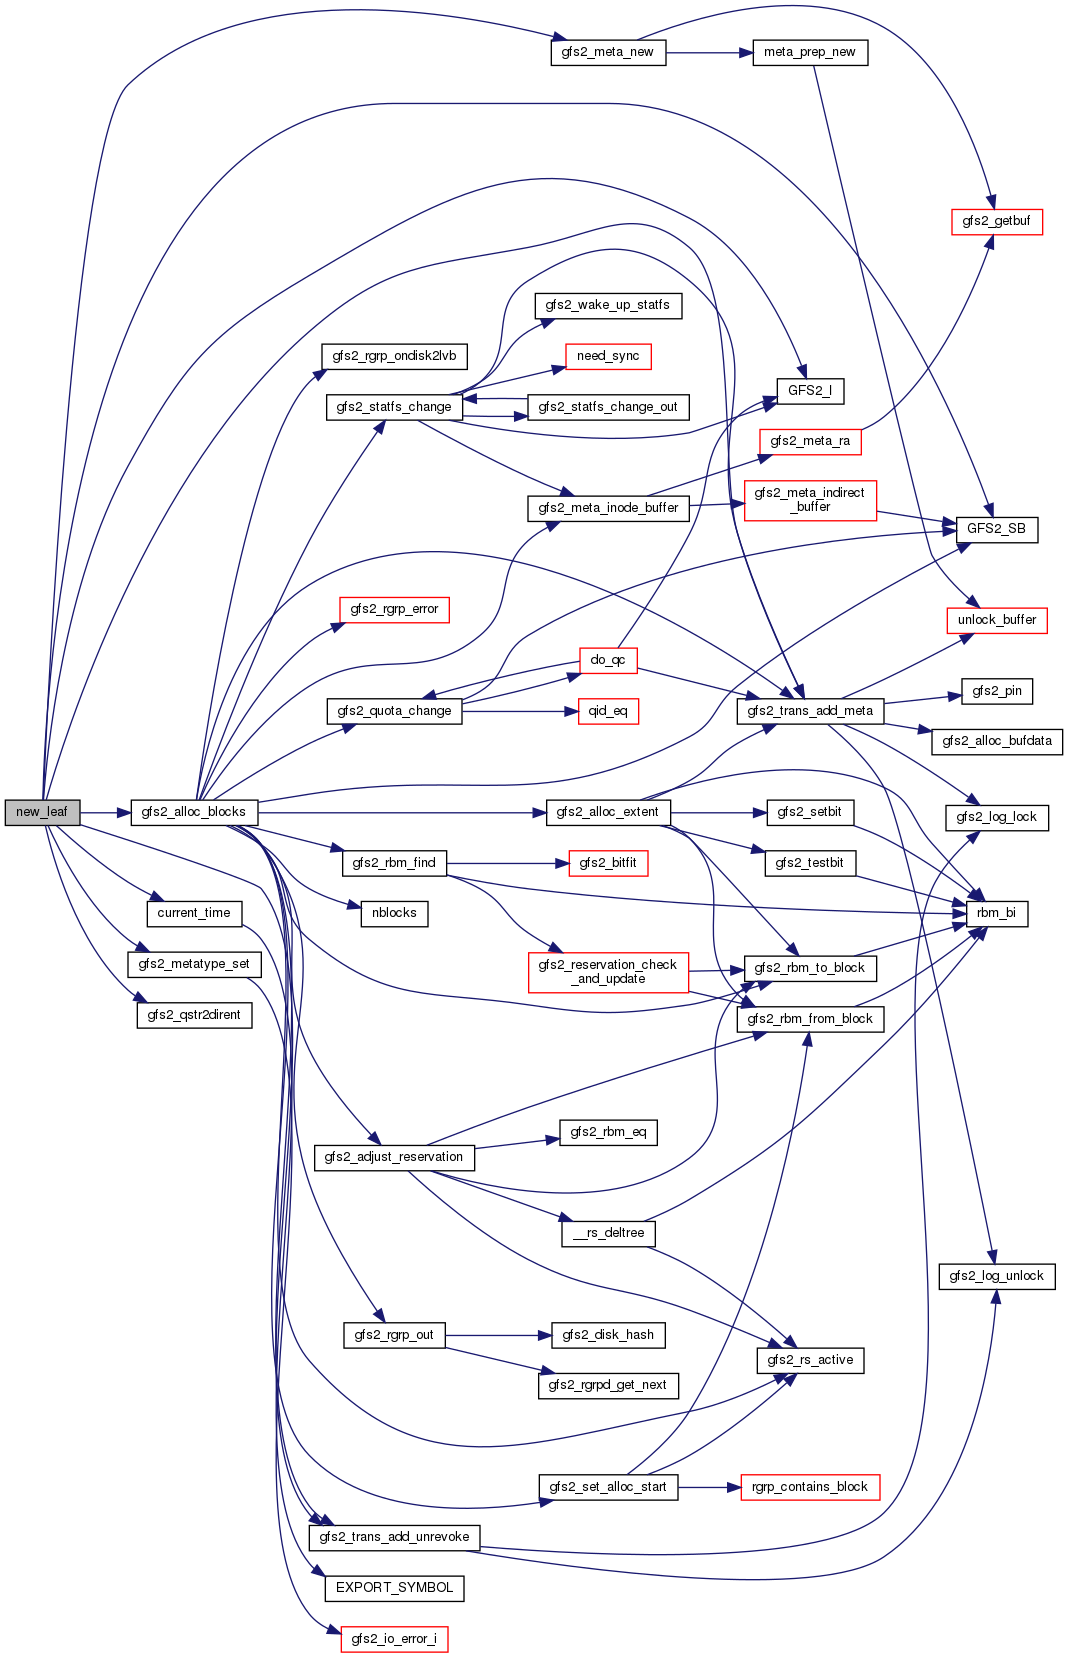 gfs2_meta_new
meta_prep_new
gfs2_getbuf
gfs2_wake_up_statfs
gfs2_rgrp_ondisk2lvb
need_sync
GFS2_I
gfs2_statfs_change
gfs2_statfs_change_out
gfs2_meta_ra
gfs2_meta_indirect
_buffer
gfs2_meta_inode_buffer
GFS2_SB
gfs2_rgrp_error
unlock_buffer
do_qc
gfs2_pin
gfs2_quota_change
qid_eq
gfs2_trans_add_meta
gfs2_alloc_bufdata
new_leaf
gfs2_alloc_blocks
gfs2_alloc_extent
gfs2_setbit
gfs2_log_lock
gfs2_rbm_find
gfs2_bitfit
gfs2_testbit
current_time
nblocks
rbm_bi
gfs2_metatype_set
gfs2_reservation_check
_and_update
gfs2_rbm_to_block
gfs2_qstr2dirent
gfs2_rbm_from_block
gfs2_rbm_eq
gfs2_adjust_reservation
__rs_deltree
gfs2_log_unlock
gfs2_rgrp_out
gfs2_disk_hash
gfs2_rs_active
gfs2_rgrpd_get_next
gfs2_set_alloc_start
rgrp_contains_block
gfs2_trans_add_unrevoke
EXPORT_SYMBOL
gfs2_io_error_i